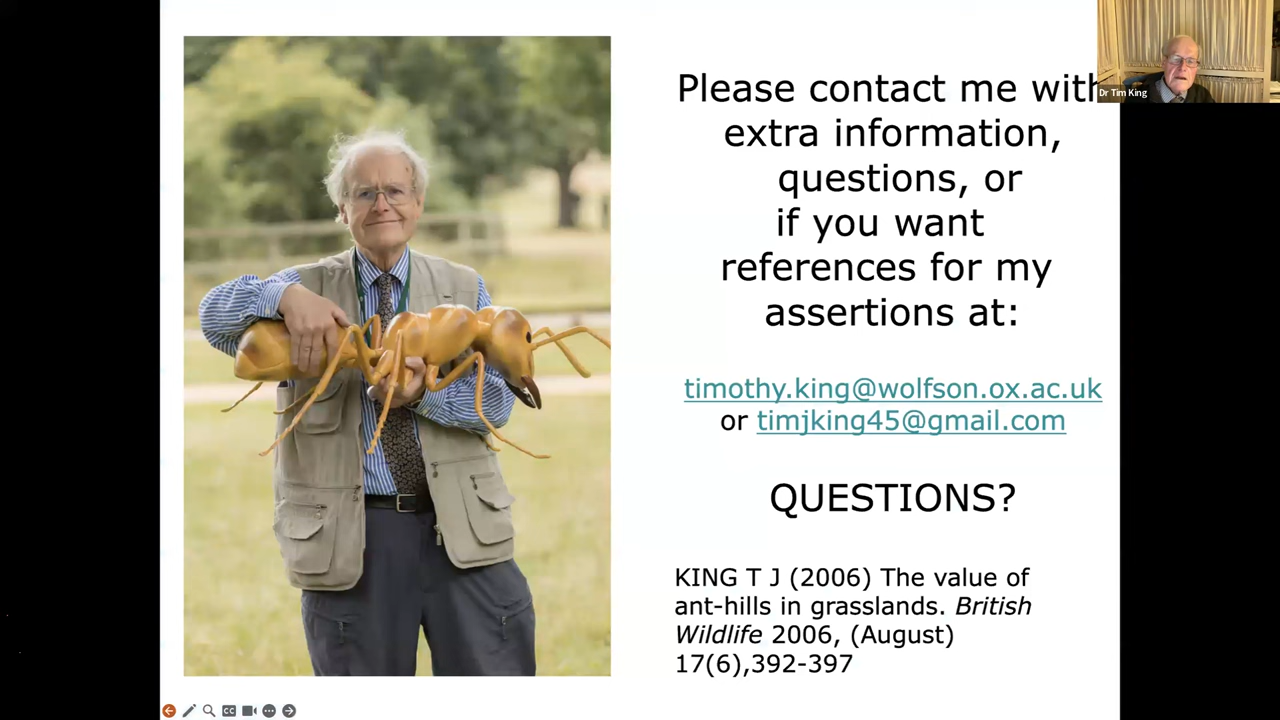 Please contact me with
extra information,
questions, or
if you want
references for my
assertions at:
timothy.king@wolfson.ox.ac.uk
or timjking45@gmail.com
QUESTIONS?
KING T J (2006) The value of
ant-hills in grasslands. British
Wildlife 2006, (August)
17(6),392-397
Dr Tim King
CC